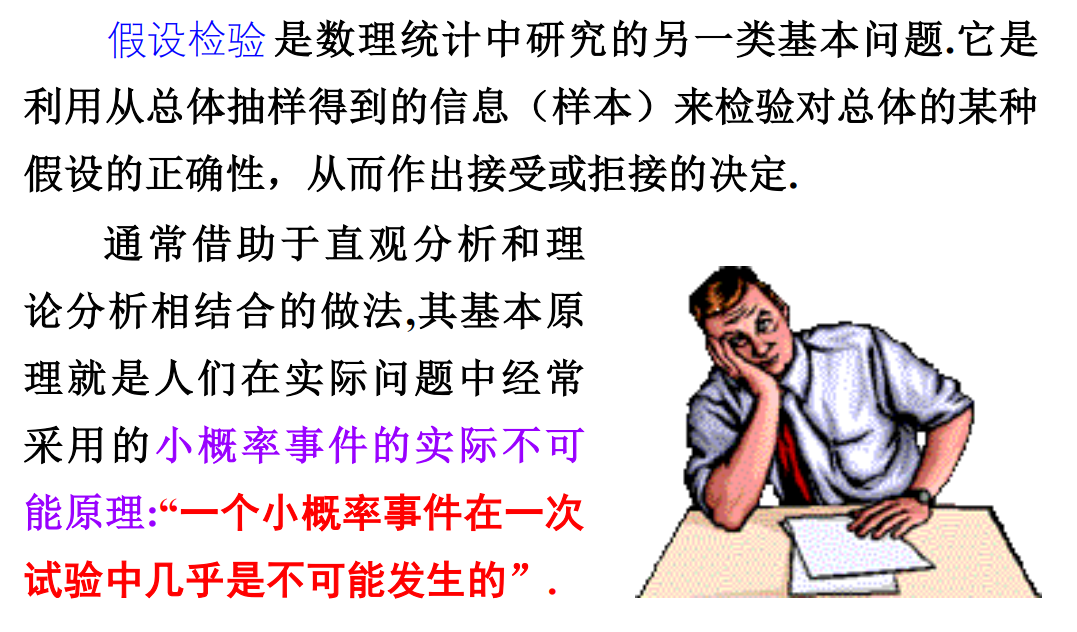 假设检验是数理统计中研究的另一类基本问题.它是
利用从总体抽样得到的信息（样本）来检验对总体的某种
假设的正确性，从而作出接受或拒接的决定.
通常借助于直观分析和理
论分析相结合的做法,其基本原
理就是人们在实际问题中经常
采用的小概率事件的实际不可
能原理:“一个小概率事件在一次
试验中几乎是不可能发生的”.